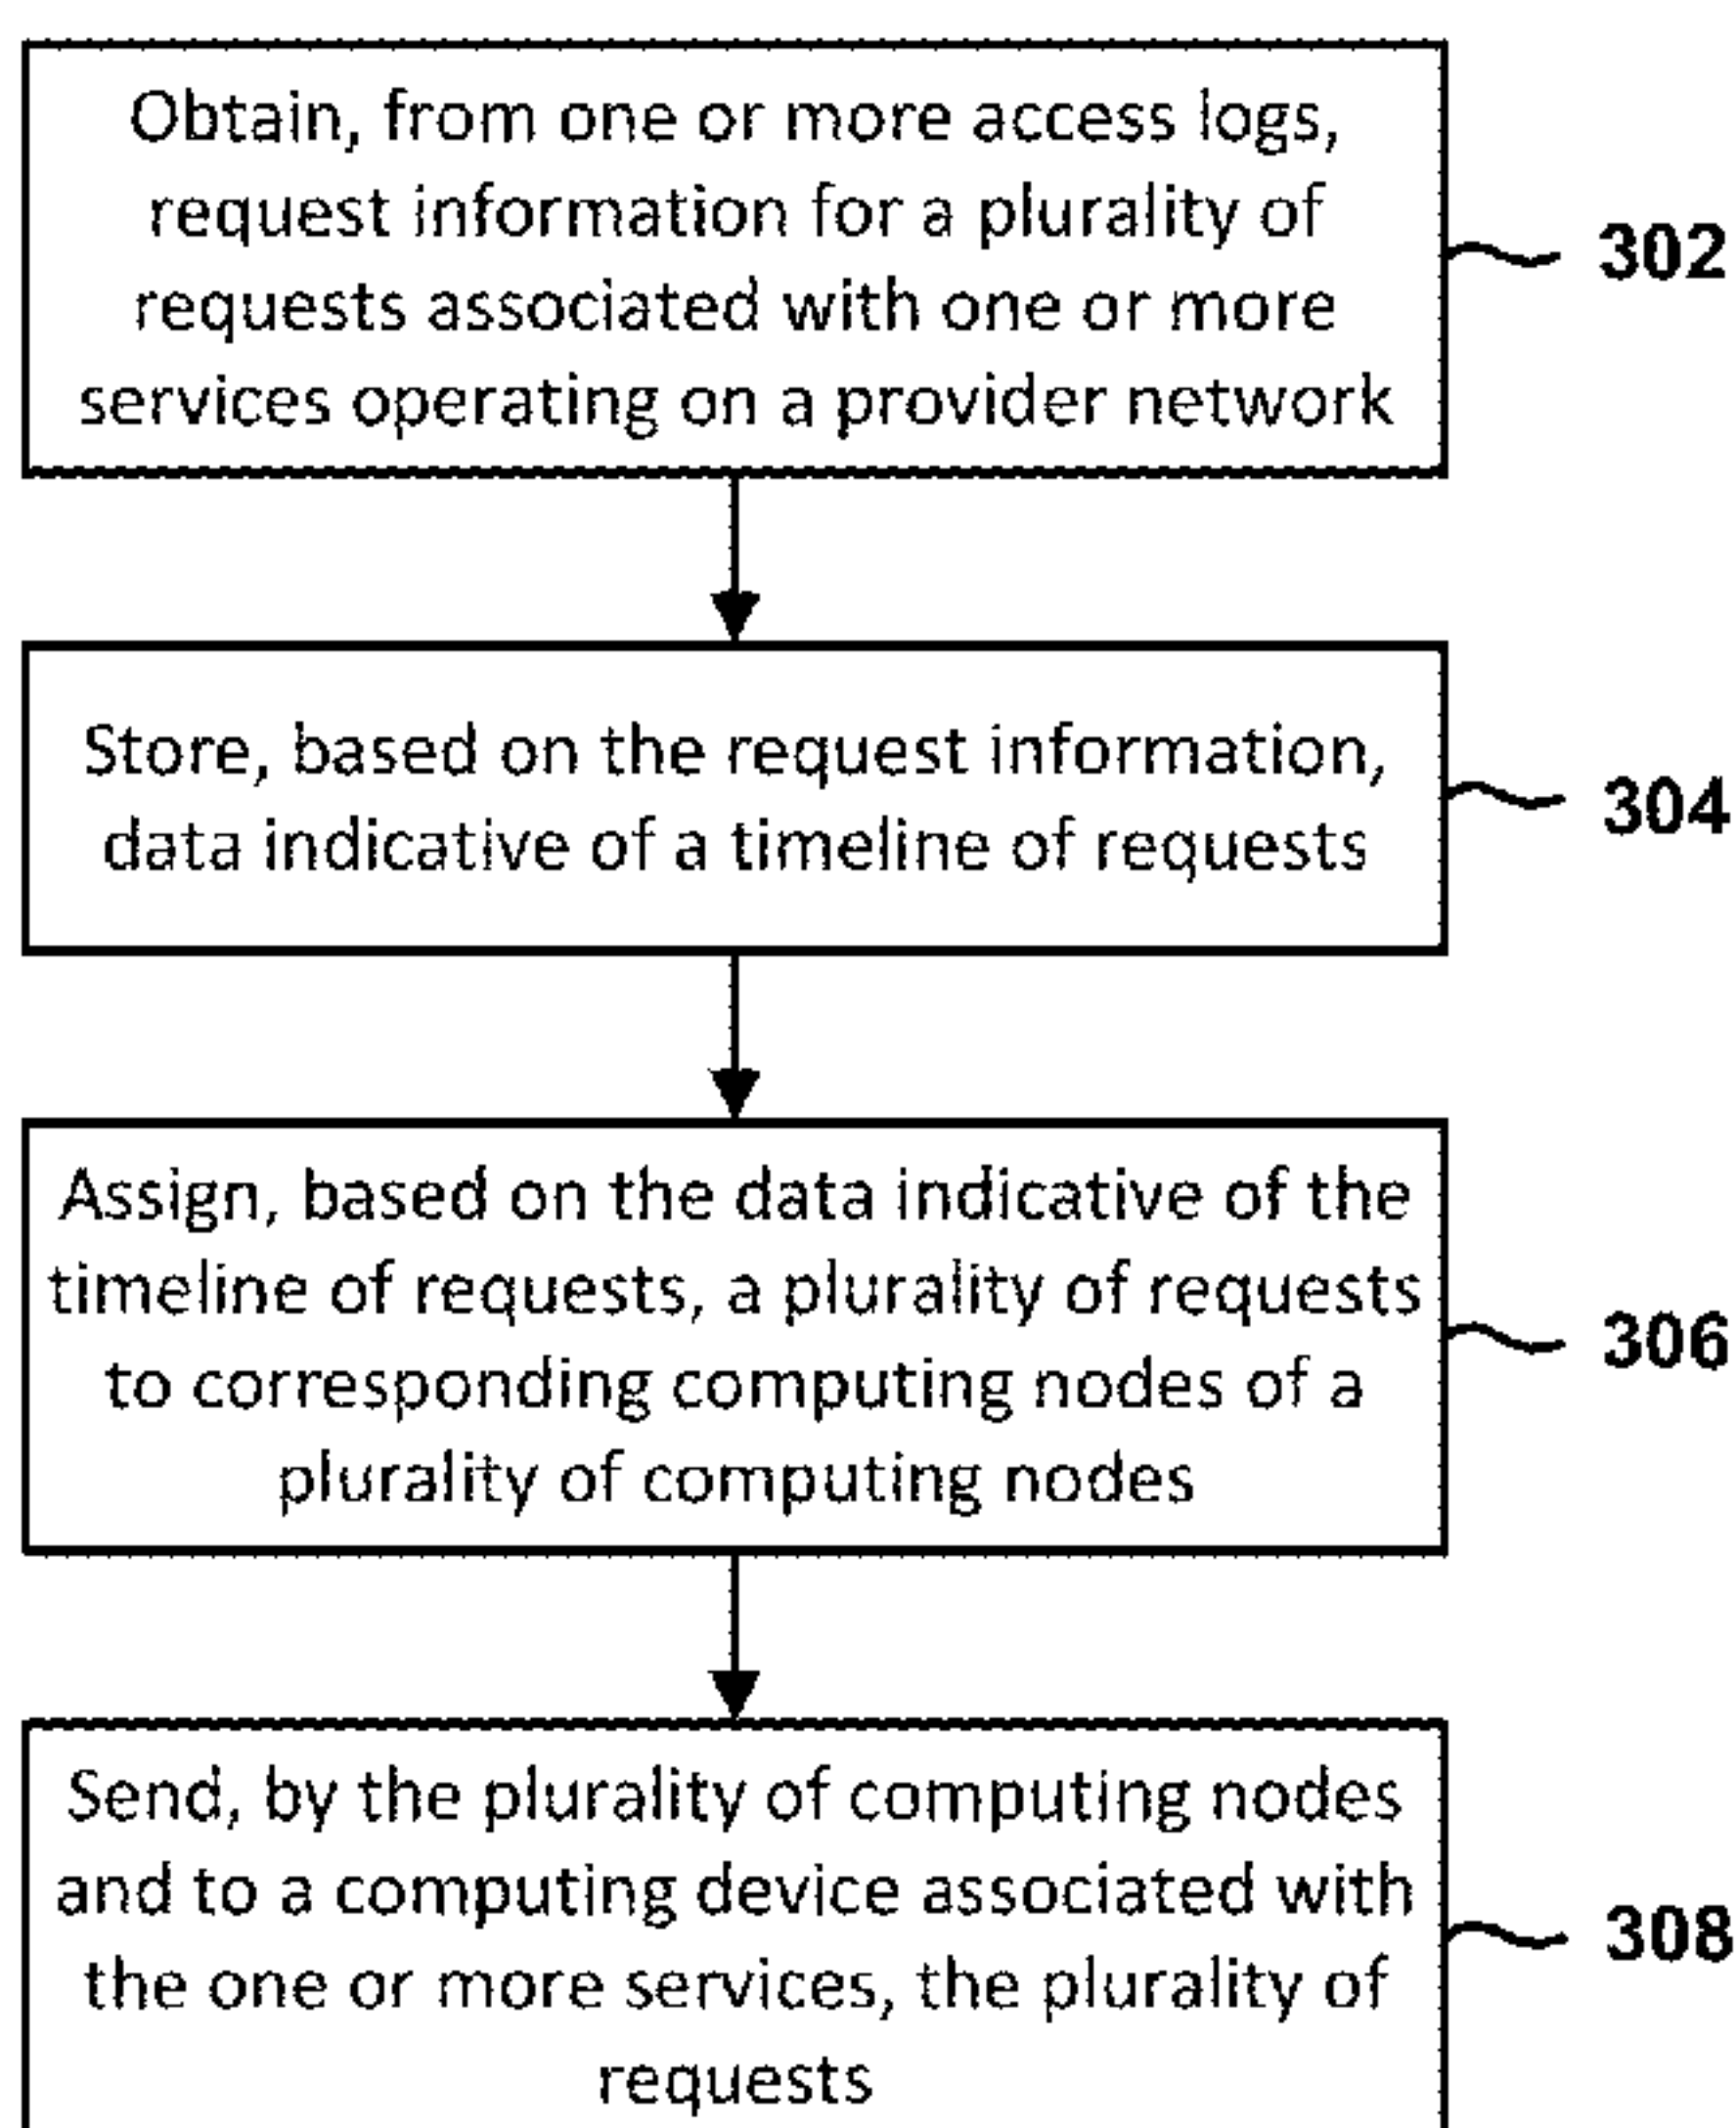 Obtain, from one or more access logs,
request information for a plurality of
requests associated with one or more
services operating on a provider network
302
Store, based on the request information,
data indicative of a timeline of requests
304
Assign, based on the data indicative of the
timeline of requests, a plurality of requests
to corresponding computing nodes of a
plurality of computing nodes
306
Send, by the plurality of computing nodes
and to a computing device associated with
the one or more services, the plurality of
requests
308